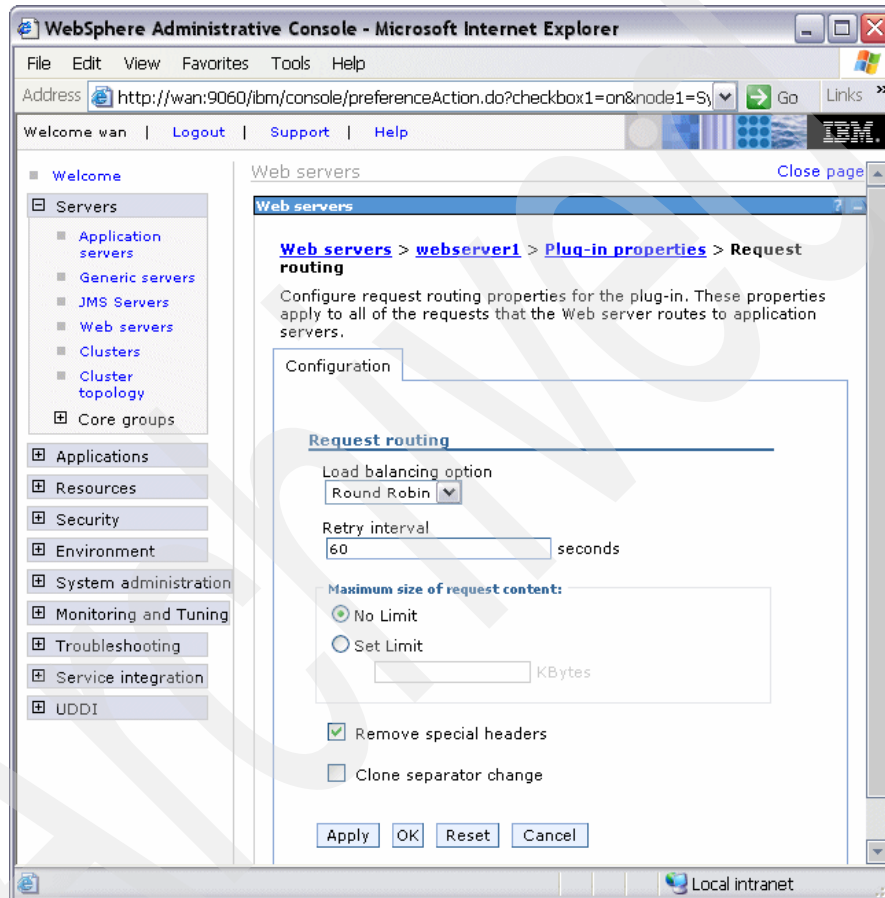 WebSphere Administrative Console - Microsoft Internet Explorer
File Edit View Favorites Tools Help
Address http://wan:9060/ibm/console/preferenceAction.do?checkbox1=on&node1=Sy Go Links »
Welcome wan | Logout | Support | Help IBM.
Welcome
Servers
Application
servers
Generic servers
JMS Servers
Web servers
Clusters
Cluster
topology
Core groups
Applications
Resources
Security
Environment
System administration
Monitoring and Tuning
Troubleshooting
Service integration
UDDI
Web servers Close page
Web servers ? -
Web servers > webserver1 > Plug-in properties > Request
routing
Configure request routing properties for the plug-in. These properties
apply to all of the requests that the Web server routes to application
servers.
Configuration
Request routing
Load balancing option
Round Robin
Retry interval
60 seconds
Maximum size of request content:
No Limit
Set Limit
KBytes
Remove special headers
Clone separator change
Apply OK Reset Cancel
Local intranet
Archived